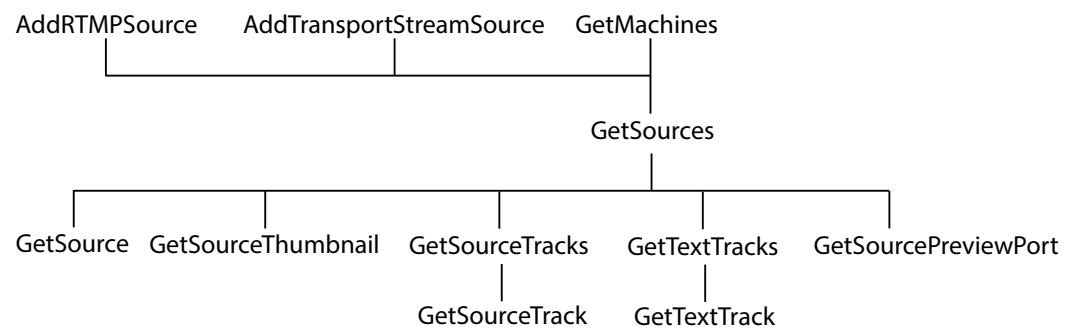 AddRTMPSource
AddTransportStreamSource
GetMachines
GetSources
GetSource
GetSourceThumbnail
GetSourceTracks
GetTextTracks
GetSourcePreviewPort
GetSourceTrack
GetTextTrack